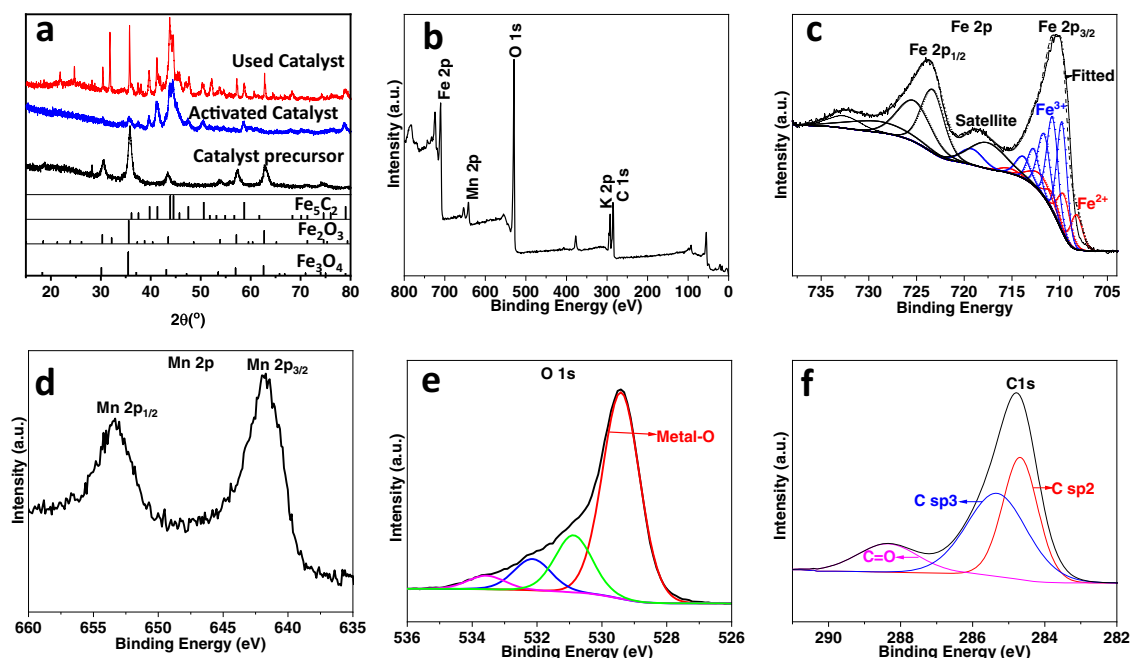 a
Used Catalyst
Activated Catalyst
Catalyst precursor
Fe5C2
Fe2O3
Fe3O4
20 30 40 50 60 70 80
2θ(°)
b
O 1s
Fe 2p
Mn 2p
K 2p
C 1s
Intensity (a.u.)
800 700 600 500 400 300 200 100 0
Binding Energy (eV)
c
Fe 2p
Fe 2p3/2
Fe 2p1/2
Fitted
Fe3+
Satellite
Fe2+
Intensity (a.u.)
735 729 723 717 711 705
Binding Energy
d
Mn 2p
Mn 2p3/2
Mn 2p1/2
Intensity (a.u.)
660 655 650 645 640 635
Binding Energy (eV)
e
O 1s
Metal-O
Intensity (a.u.)
536 534 532 530 528 526
Binding Energy (eV)
f
C1s
C sp3
C sp2
C=O
Intensity (a.u.)
290 288 286 284 282
Binding Energy (eV)